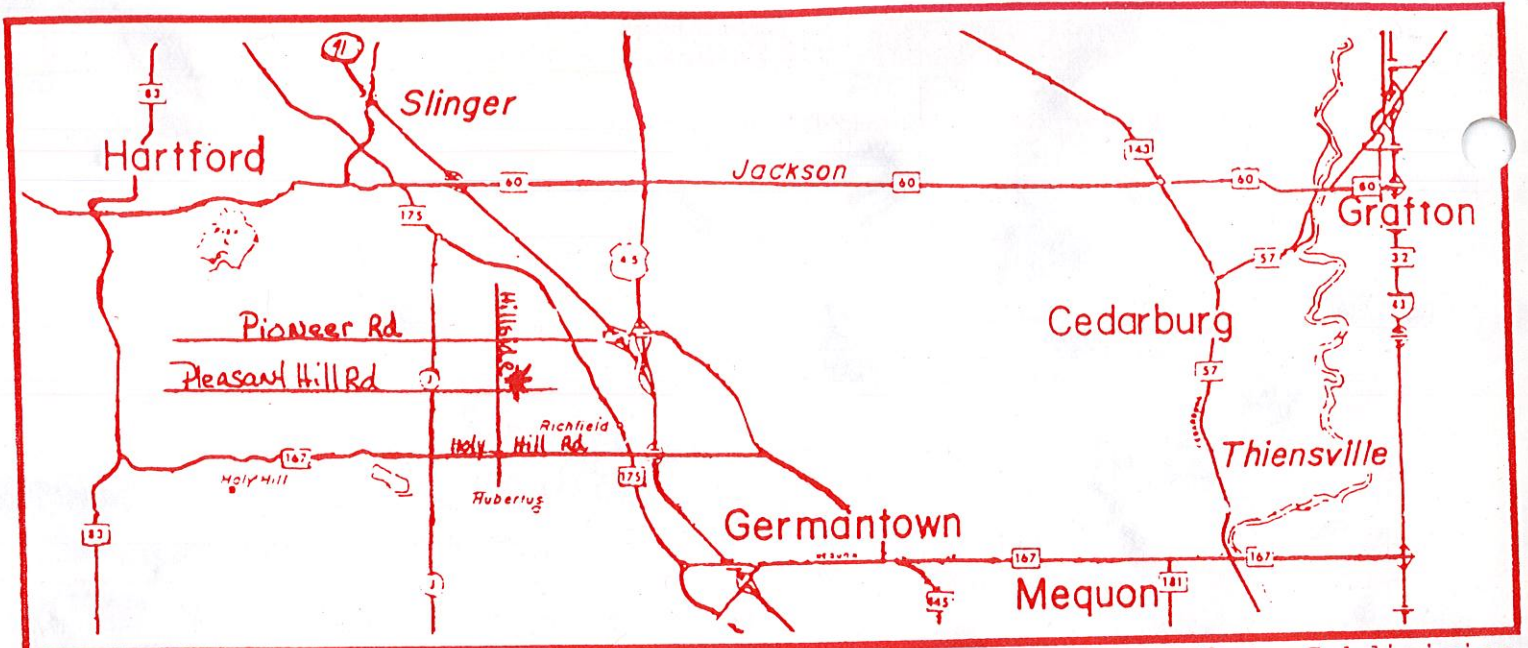 41
83
Slinger
Hartford
143
60
Jackson
60
60
60
175
Grafton
45
57
32
43
Hillside Rd
Pioneer Rd
Cedarburg
Pleasant Hill Rd
J
57
Richfield
Holy Hill Rd
167
Thiensville
Holy Hill
175
Hubertus
83
Germantown
167
167
J
Mequon
181
145